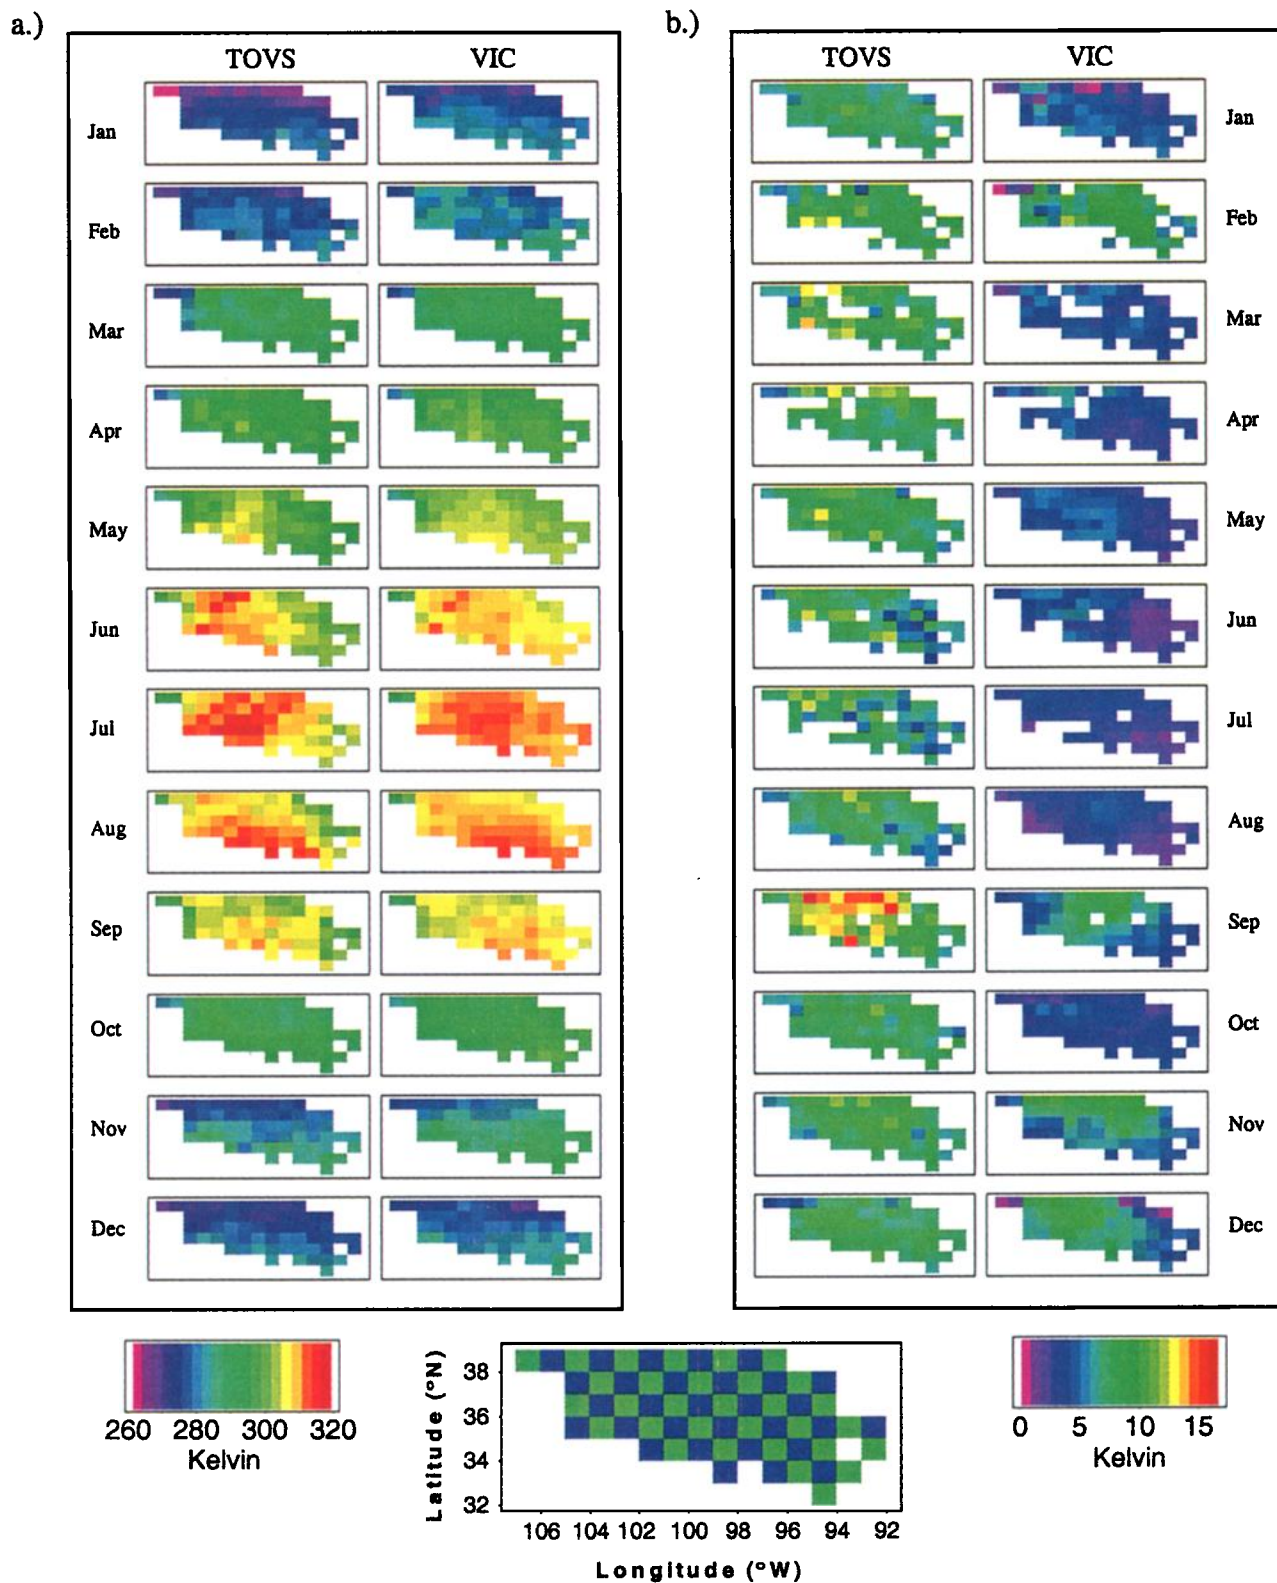 a.)
b.)
TOVS VIC
TOVS VIC
Jan
Jan
Feb
Feb
Mar
Mar
Apr
Apr
May
May
Jun
Jun
Jul
Jul
Aug
Aug
Sep
Sep
Oct
Oct
Nov
Nov
Dec
Dec
260 280 300 320
Kelvin
38
36
34
32
Latitude (°N)
106 104 102 100 98 96 94 92
Longitude (°W)
0 5 10 15
Kelvin